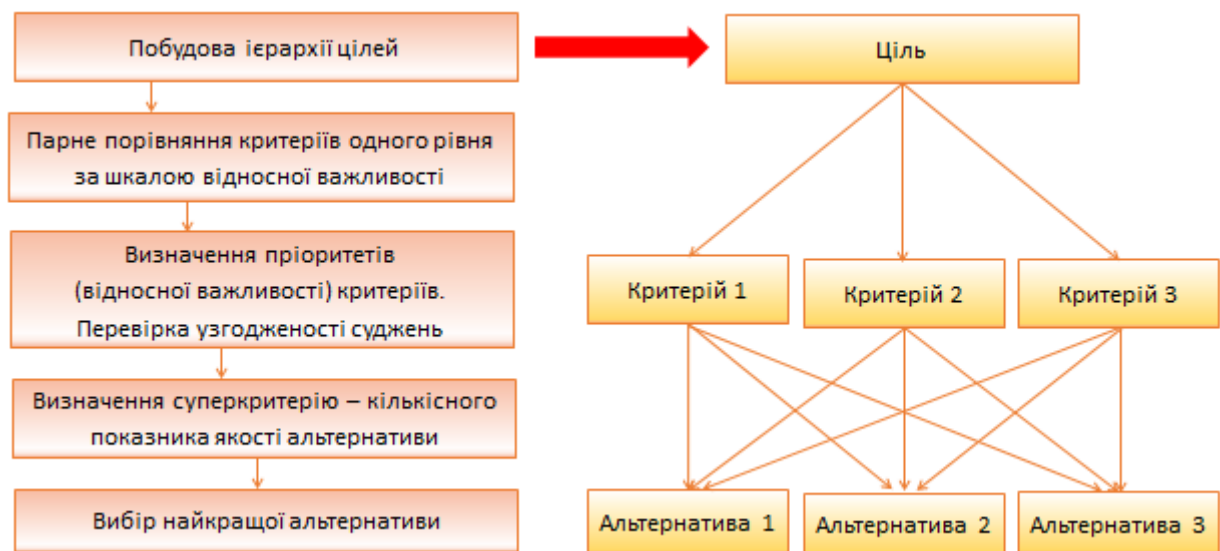 Побудова ієрархії цілей
Парне порівняння критеріїв одного рівня
за шкалою відносної важливості
Визначення пріоритетів
(відносної важливості) критеріїв.
Перевірка узгодженості суджень
Визначення суперкритерію – кількісного
показника якості альтернативи
Вибір найкращої альтернативи
Ціль
Критерій 1
Критерій 2
Критерій 3
Альтернатива 1
Альтернатива 2
Альтернатива 3